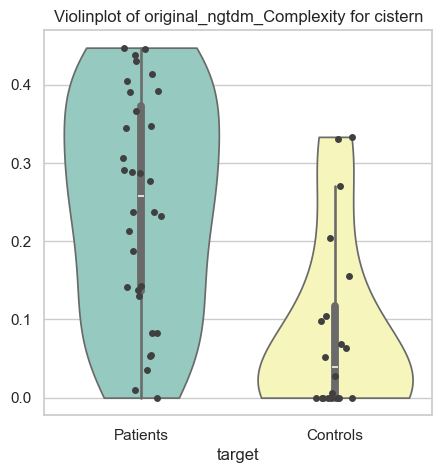 Violinplot of original_ngtdm_Complexity for cistern
0.4
0.3
0.2
0.1
0.0
Patients Controls
target